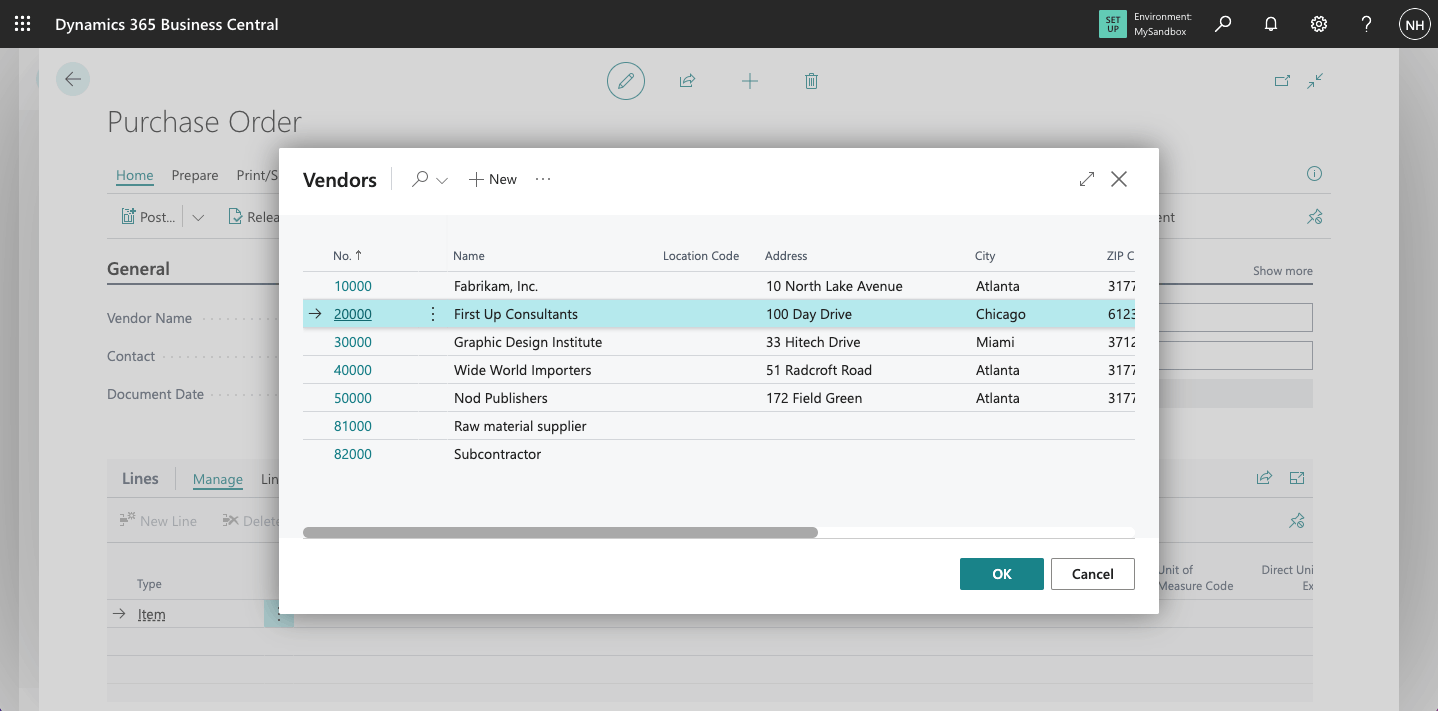 Dynamics 365 Business Central
SET UP
Environment:
MySandbox
?
NH
Purchase Order
Home Prepare Print/S
Post...
Relea
ent
General
Show more
Vendor Name
Contact
Document Date
Vendors
New
No. ↑ Name Location Code Address City ZIP C
10000 Fabrikam, Inc. 10 North Lake Avenue Atlanta 3177
20000 First Up Consultants 100 Day Drive Chicago 6123
30000 Graphic Design Institute 33 Hitech Drive Miami 3712
40000 Wide World Importers 51 Radcroft Road Atlanta 3177
50000 Nod Publishers 172 Field Green Atlanta 3177
81000 Raw material supplier
82000 Subcontractor
OK Cancel
Lines Manage Lin
New Line Delete
Type
Unit of
Measure Code
Direct Uni
Ex
Item